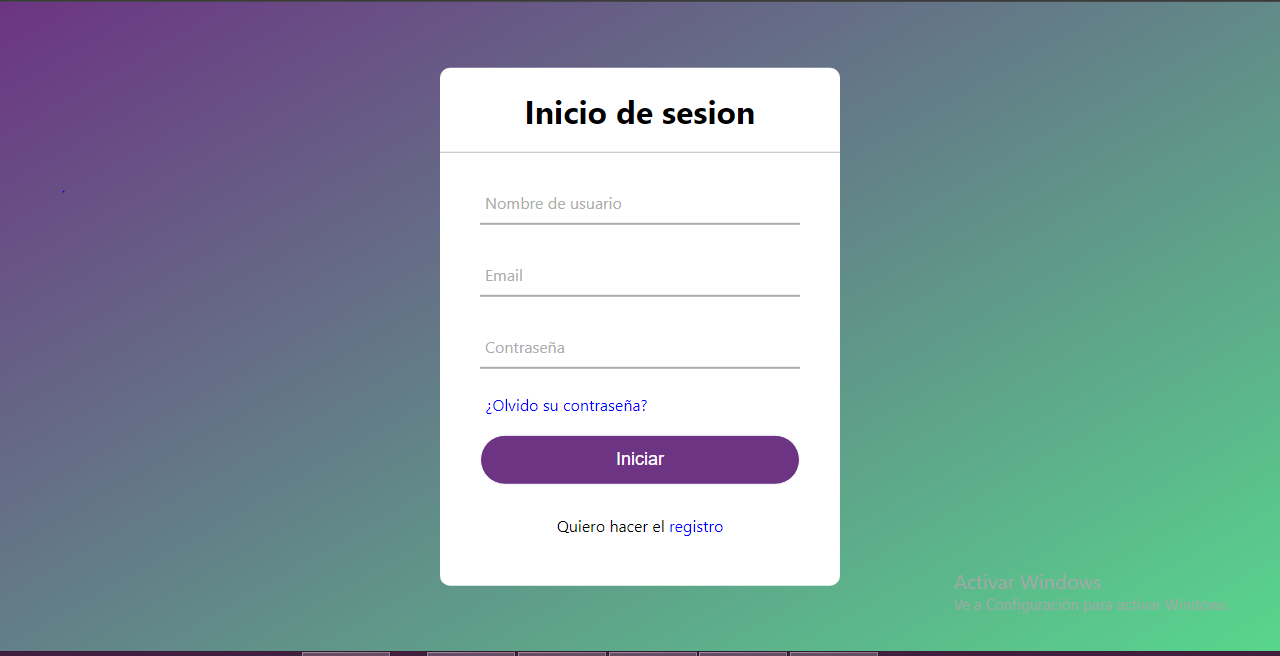 Inicio de sesion
Nombre de usuario
Email
Contraseña
¿Olvido su contraseña?
Iniciar
Quiero hacer el registro
Activar Windows
Ve a Configuración para activar Windows.